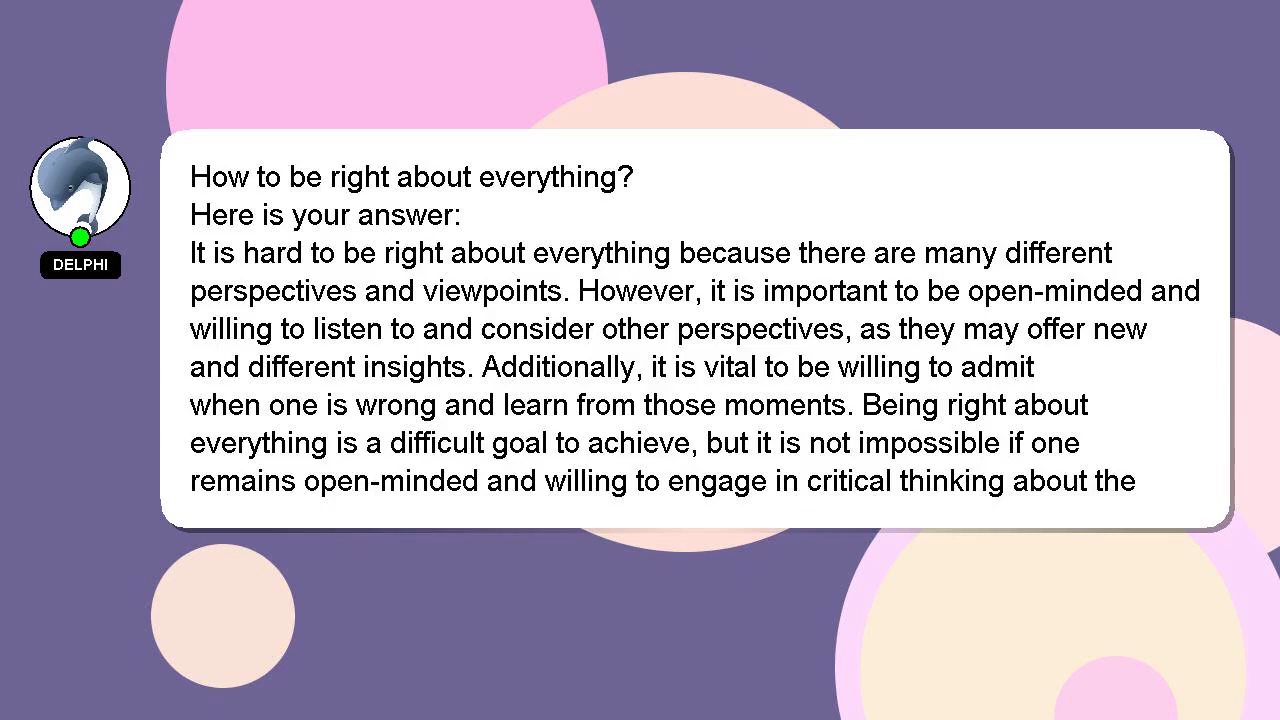 How to be right about everything?
Here is your answer:
It is hard to be right about everything because there are many different
perspectives and viewpoints. However, it is important to be open-minded and
willing to listen to and consider other perspectives, as they may offer new
and different insights. Additionally, it is vital to be willing to admit
when one is wrong and learn from those moments. Being right about
everything is a difficult goal to achieve, but it is not impossible if one
remains open-minded and willing to engage in critical thinking about the
DELPHI